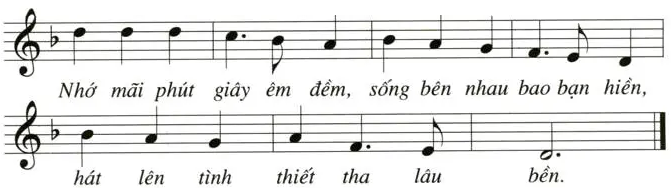 Nhớ mãi phút giây êm đềm, sống bên nhau bao bạn hiền,
hát lên tình thiết tha lâu bền.